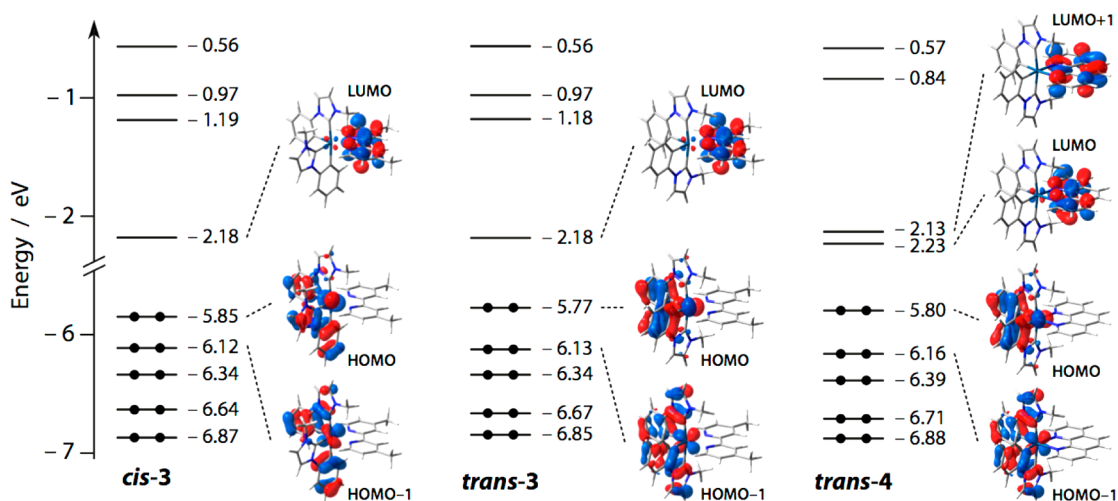 Energy / eV
−1
−2
−6
−7
−0.56
−0.97
−1.19
−2.18
−5.85
−6.12
−6.34
−6.64
−6.87
LUMO
HOMO
HOMO−1
cis-3
−0.56
−0.97
−1.18
−2.18
−5.77
−6.13
−6.34
−6.67
−6.85
LUMO
HOMO
HOMO−1
trans-3
−0.57
−0.84
−2.13
−2.23
−5.80
−6.16
−6.39
−6.71
−6.88
LUMO+1
LUMO
HOMO
HOMO−1
trans-4